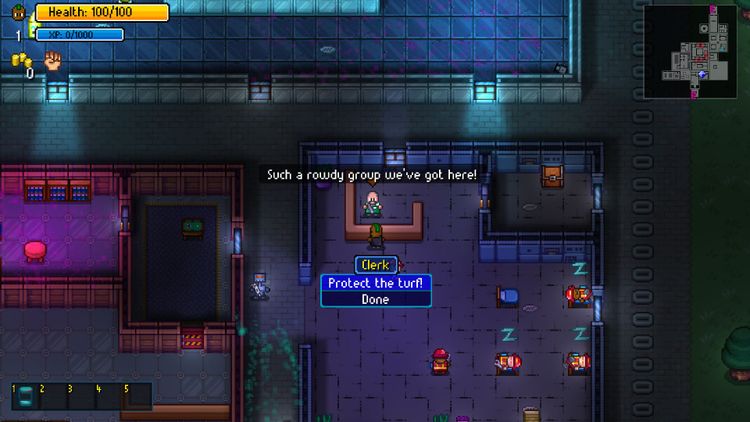 Health: 100/100
1
XP: 0/1000
0
Such a rowdy group we've got here!
Clerk
Protect the turf!
Done
Z
Z
Z
1 2 3 4 5